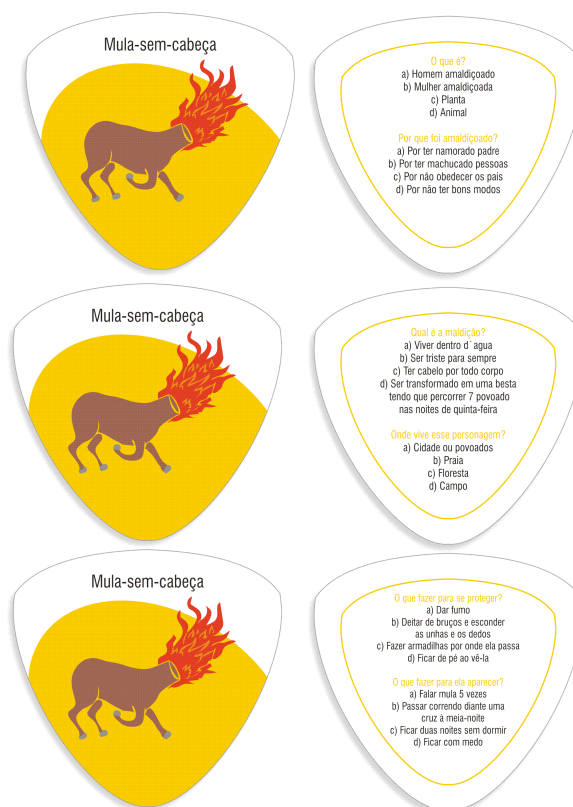 Mula-sem-cabeça
O que é?
a) Homem amaldiçoado
b) Mulher amaldiçoada
c) Planta
d) Animal
Por que foi amaldiçoado?
a) Por ter namorado padre
b) Por ter machucado pessoas
c) Por não obedecer os pais
d) Por não ter bons modos
Mula-sem-cabeça
Qual é a maldição?
a) Viver dentro d´agua
b) Ser triste para sempre
c) Ter cabelo por todo corpo
d) Ser transformado em uma besta
tendo que percorrer 7 povoado
nas noites de quinta-feira
Onde vive esse personagem?
a) Cidade ou povoados
b) Praia
c) Floresta
d) Campo
Mula-sem-cabeça
O que fazer para se proteger?
a) Dar fumo
b) Deitar de bruços e esconder
as unhas e os dedos
c) Fazer armadilhas por onde ela passa
d) Ficar de pé ao vê-la
O que fazer para ela aparecer?
a) Falar mula 5 vezes
b) Passar correndo diante uma
cruz à meia-noite
c) Ficar duas noites sem dormir
d) Ficar com medo